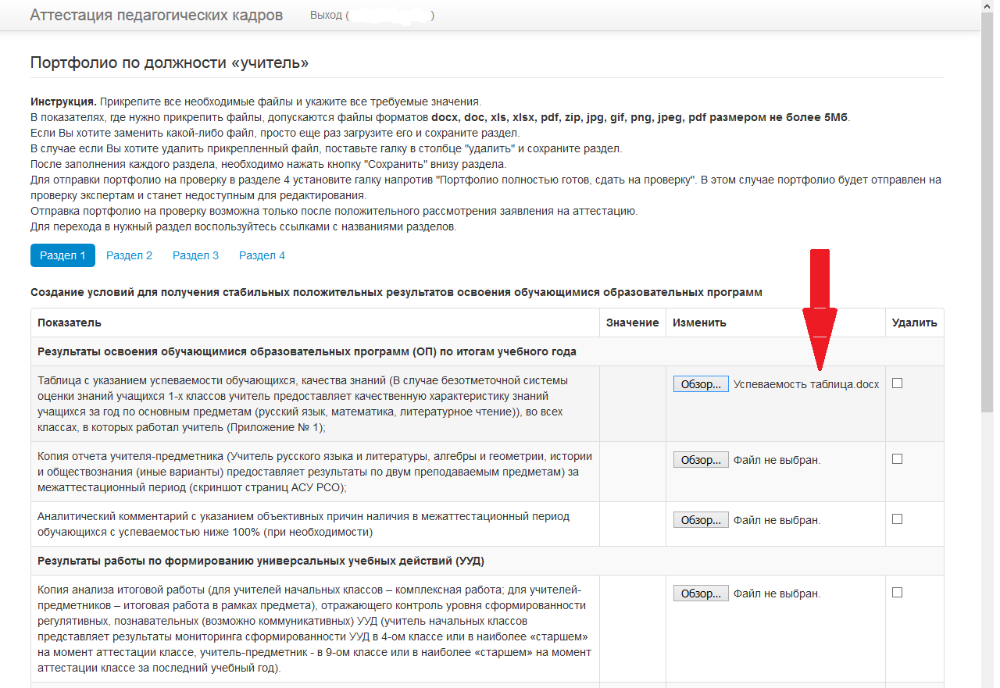 Аттестация педагогических кадров Выход ( )
Портфолио по должности «учитель»
Инструкция. Прикрепите все необходимые файлы и укажите все требуемые значения.
В показателях, где нужно прикрепить файлы, допускаются файлы форматов docx, doc, xls, xlsx, pdf, zip, jpg, gif, png, jpeg, pdf размером не более 5Мб.
Если Вы хотите заменить какой-либо файл, просто еще раз загрузите его и сохраните раздел.
В случае если Вы хотите удалить прикрепленный файл, поставьте галку в столбце "удалить" и сохраните раздел.
После заполнения каждого раздела, необходимо нажать кнопку "Сохранить" внизу раздела.
Для отправки портфолио на проверку в разделе 4 установите галку напротив "Портфолио полностью готов, сдать на проверку". В этом случае портфолио будет отправлен на
проверку экспертам и станет недоступным для редактирования.
Отправка портфолио на проверку возможна только после положительного рассмотрения заявления на аттестацию.
Для перехода в нужный раздел воспользуйтесь ссылками с названиями разделов.
Раздел 1 Раздел 2 Раздел 3 Раздел 4
Создание условий для получения стабильных положительных результатов освоения обучающимися образовательных программ
Показатель Значение Изменить Удалить
Результаты освоения обучающимися образовательных программ (ОП) по итогам учебного года
Таблица с указанием успеваемости обучающихся, качества знаний (В случае безотметочной системы
оценки знаний учащихся 1-х классов учитель предоставляет качественную характеристику знаний
учащихся за год по основным предметам (русский язык, математика, литературное чтение)), во всех
классах, в которых работал учитель (Приложение № 1);
Обзор... Успеваемость таблица.docx
Копия отчета учителя-предметника (Учитель русского языка и литературы, алгебры и геометрии, истории
и обществознания (иные варианты) предоставляет результаты по двум преподаваемым предметам) за
межаттестационный период (скриншот страниц АСУ РСО);
Обзор... Файл не выбран.
Аналитический комментарий с указанием объективных причин наличия в межаттестационный период
обучающихся с успеваемостью ниже 100% (при необходимости)
Обзор... Файл не выбран.
Результаты работы по формированию универсальных учебных действий (УУД)
Копия анализа итоговой работы (для учителей начальных классов – комплексная работа; для учителей-
предметников – итоговая работа в рамках предмета), отражающего контроль уровня сформированности
регулятивных, познавательных (возможно коммуникативных) УУД (учитель начальных классов
представляет результаты мониторинга сформированности УУД в 4-ом классе или в наиболее «старшем»
на момент аттестации классе, учитель-предметник - в 9-ом классе или в наиболее «старшем» на момент
аттестации классе за последний учебный год).
Обзор... Файл не выбран.